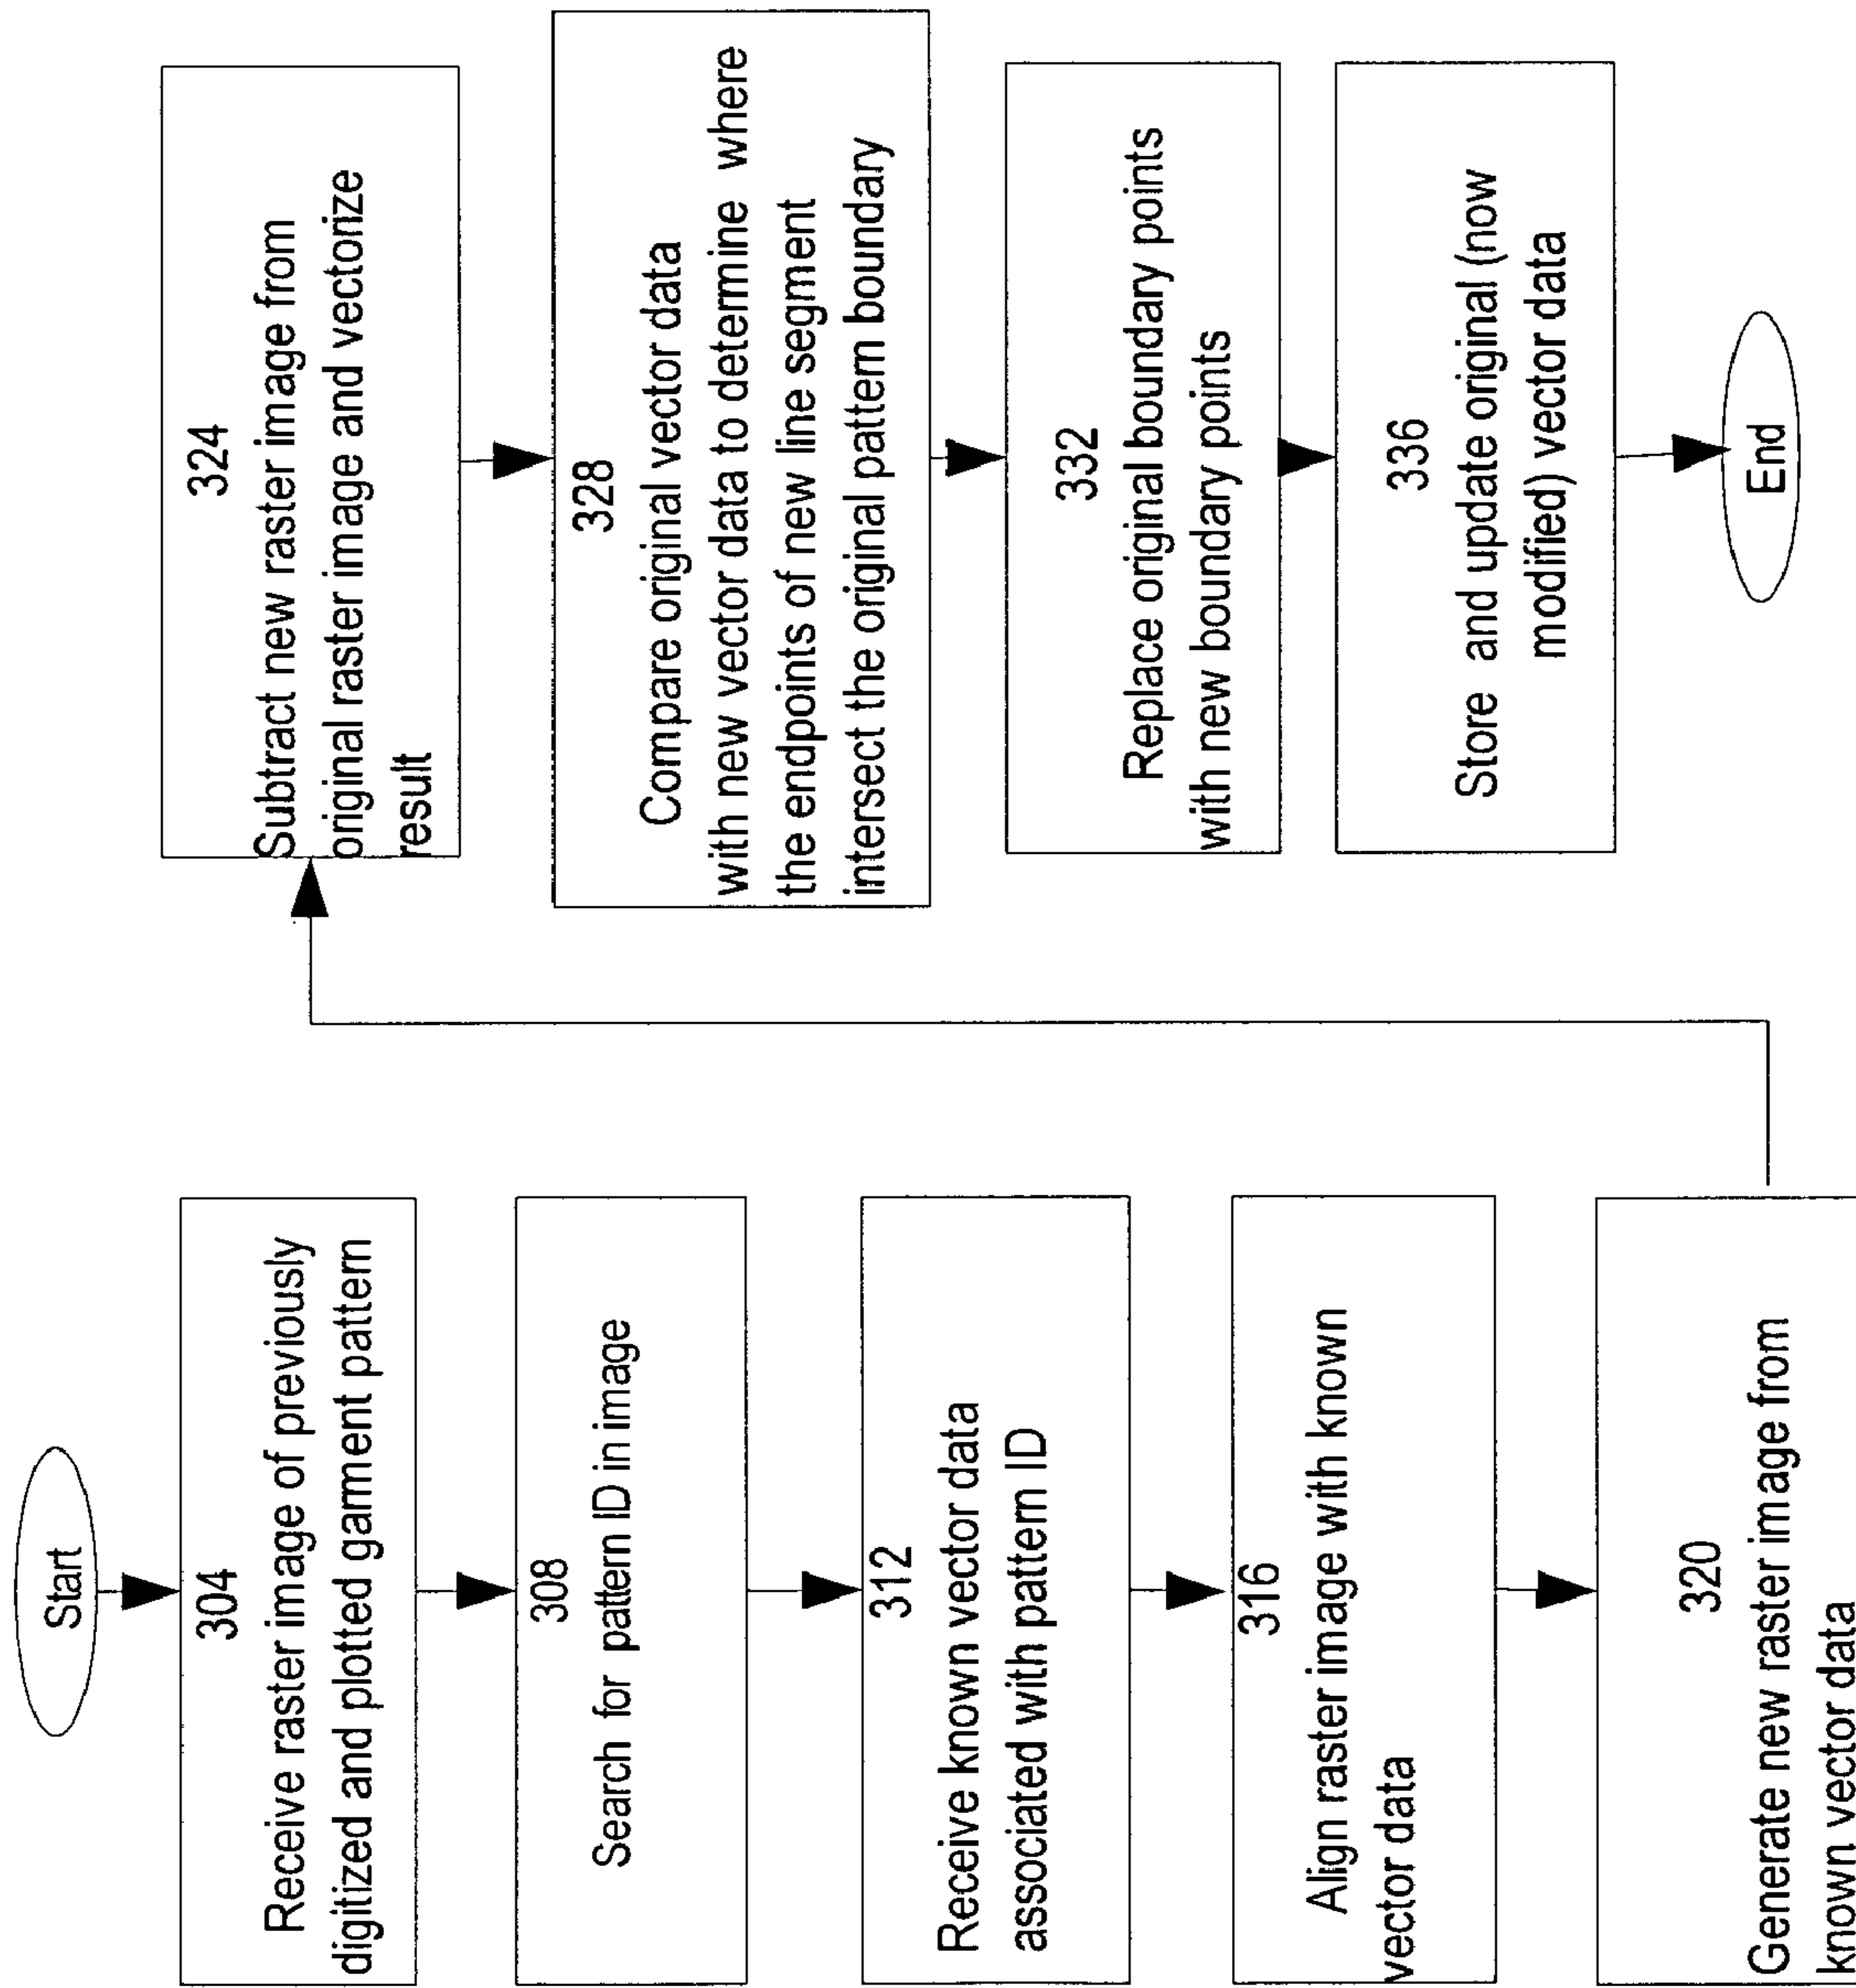 Start
304
Receive raster image of previously
digitized and plotted garment pattern
308
Search for pattern ID in image
312
Receive known vector data
associated with pattern ID
316
Align raster image with known
vector data
320
Generate new raster image from
known vector data
324
Subtract new raster image from
original raster image and vectorize
result
328
Compare original vector data
with new vector data to determine where
the endpoints of new line segment
intersect the original pattern boundary
332
Replace original boundary points
with new boundary points
336
Store and update original (now
modified) vector data
End